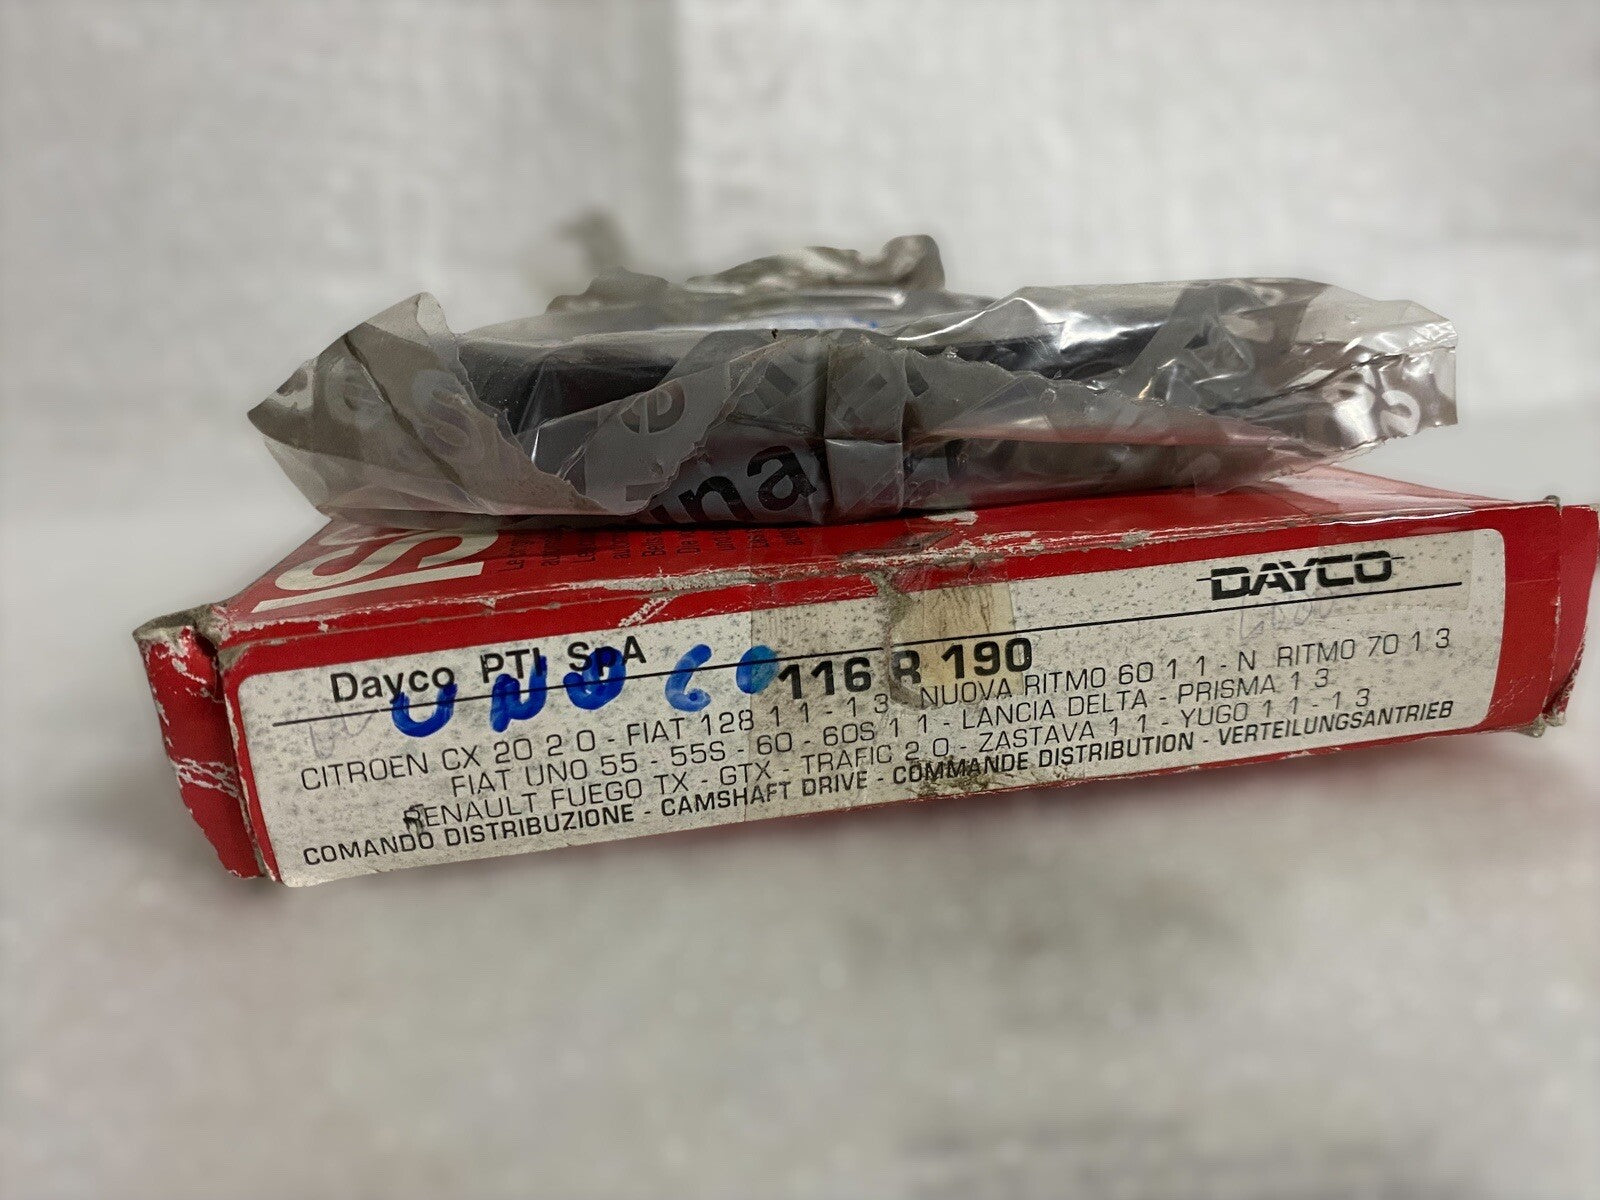 ISS
Dayco PTI SpA
DAYCO
UNO 60
116 R 190
CITROEN CX 20 2 0 - FIAT 128 1 1 - 1 3 NUOVA RITMO 60 1 1 - N RITMO 70 1 3
FIAT UNO 55 - 55S - 60 - 60S 1 1 - LANCIA DELTA - PRISMA 1 3
RENAULT FUEGO TX - GTX - TRAFIC 2 0 - ZASTAVA 1 1 - YUGO 1 1 - 1 3
COMANDO DISTRIBUZIONE - CAMSHAFT DRIVE - COMMANDE DISTRIBUTION - VERTEILUNGSANTRIEB